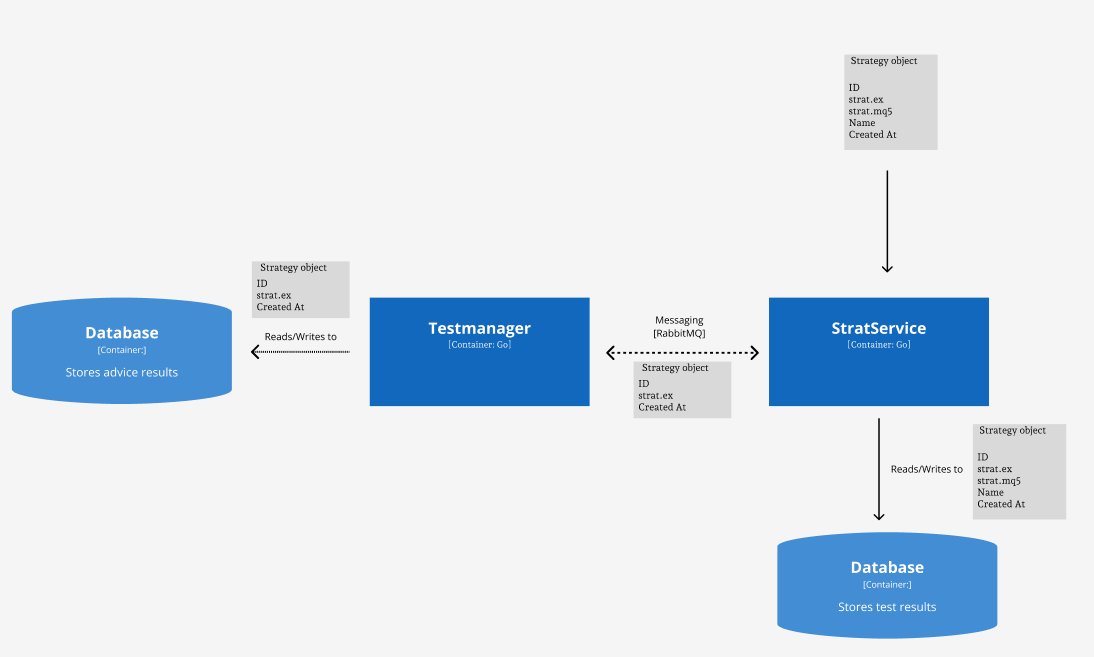 Strategy object
ID
strat.ex
strat.mq5
Name
Created At
Strategy object
ID
strat.ex
Created At
Reads/Writes to
Database
[Container:]
Stores advice results
Testmanager
[Container: Go]
Messaging
[RabbitMQ]
Strategy object
ID
strat.ex
Created At
StratService
[Container: Go]
Reads/Writes to
Strategy object
ID
strat.ex
strat.mq5
Name
Created At
Database
[Container:]
Stores test results